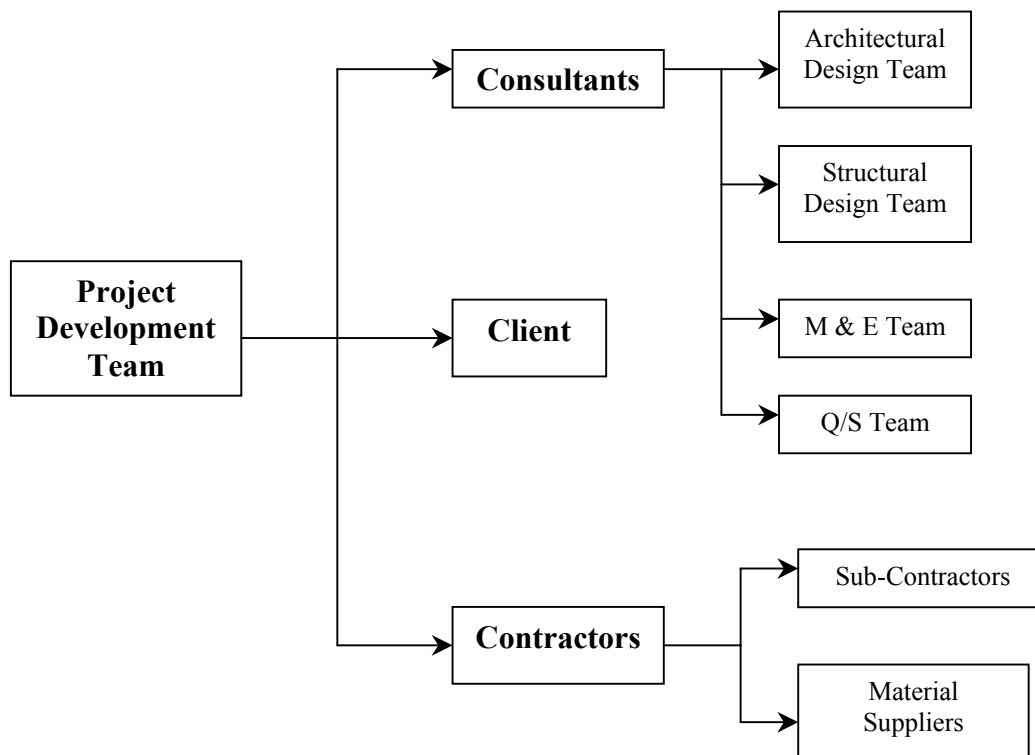 Project
Development
Team
Consultants
Architectural
Design Team
Structural
Design Team
M & E Team
Q/S Team
Client
Contractors
Sub-Contractors
Material
Suppliers